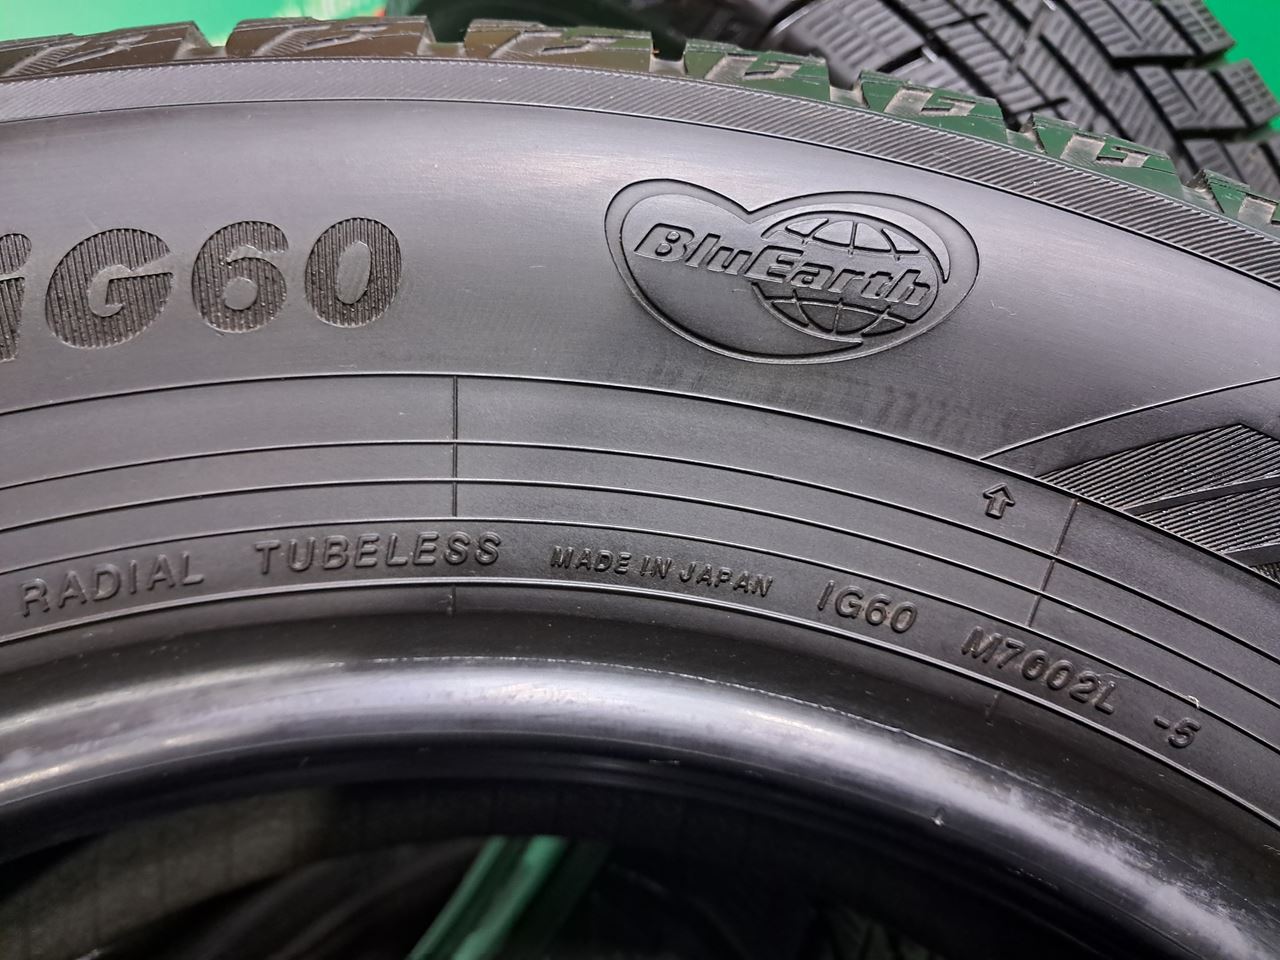 iG60
BluEarth
RADIAL TUBELESS MADE IN JAPAN IG60 M7002L -5